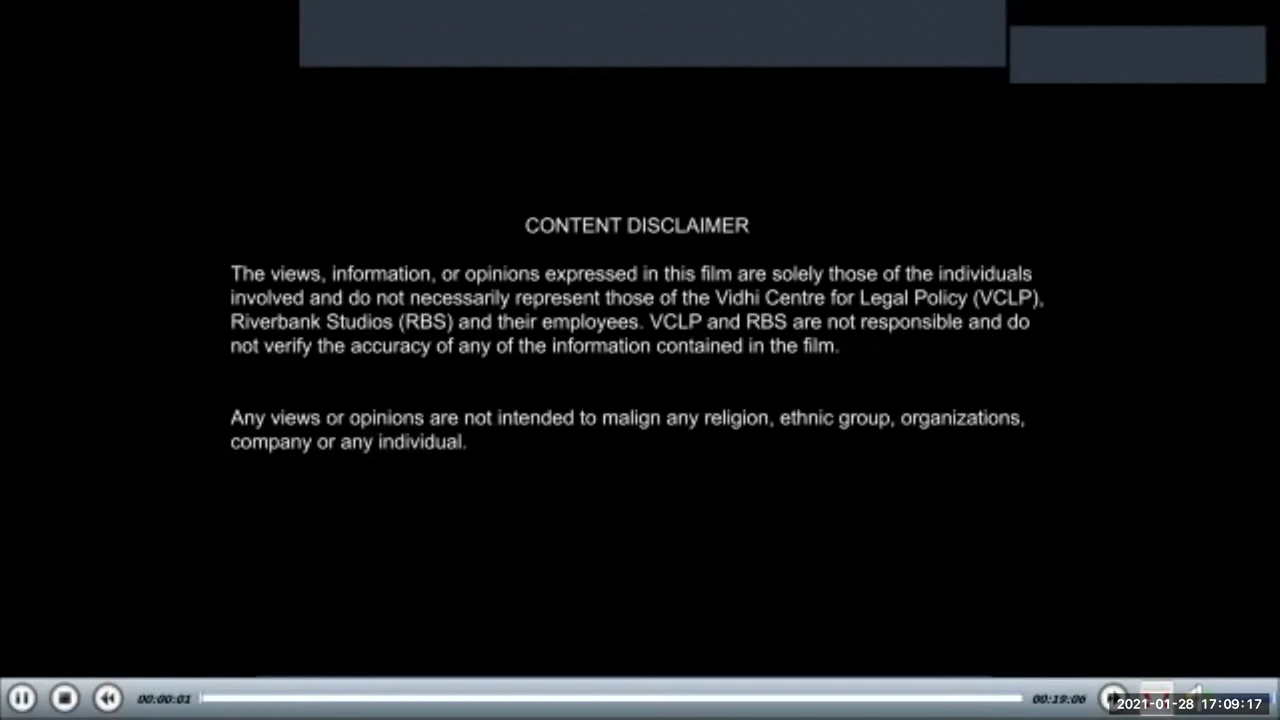 CONTENT DISCLAIMER
The views, information, or opinions expressed in this film are solely those of the individuals
involved and do not necessarily represent those of the Vidhi Centre for Legal Policy (VCLP),
Riverbank Studios (RBS) and their employees. VCLP and RBS are not responsible and do
not verify the accuracy of any of the information contained in the film.
Any views or opinions are not intended to malign any religion, ethnic group, organizations,
company or any individual.
00:00:01
00:19:06
2021-01-28 17:09:17